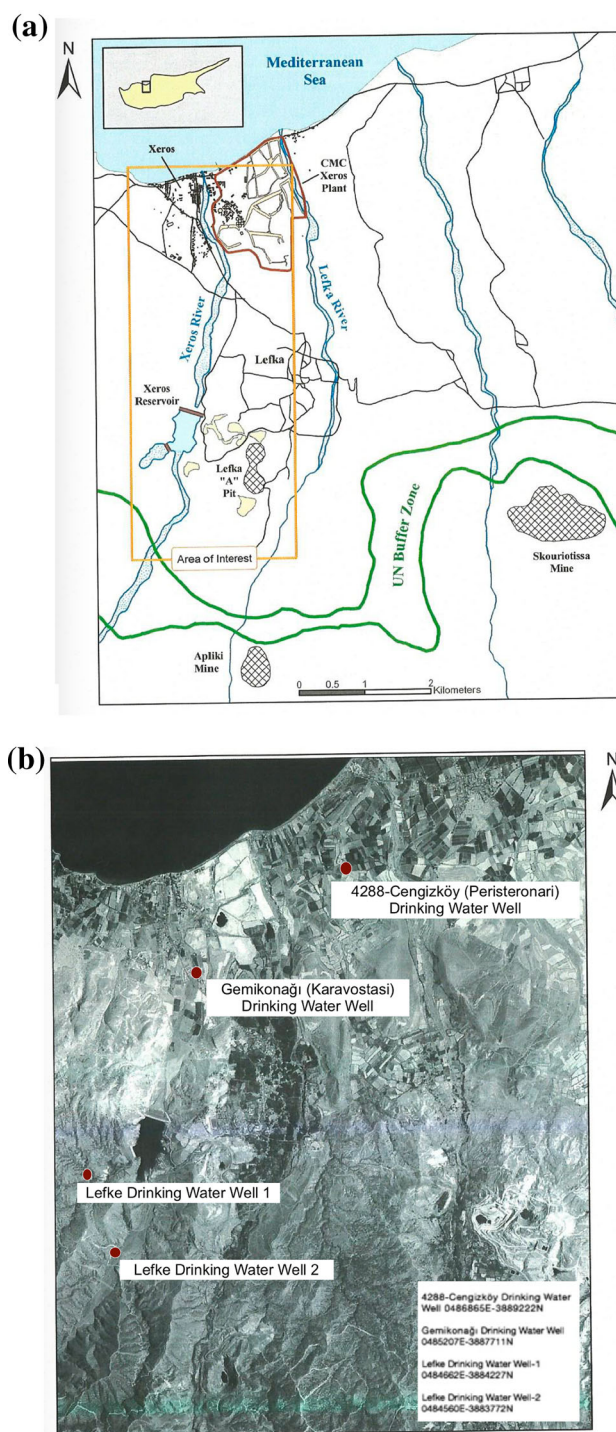 (a)
N
Mediterranean
Sea
Xeros
CMC
Xeros
Plant
Xeros River
Lefka River
Lefka
Xeros
Reservoir
Lefka
"A"
Pit
UN Buffer Zone
Skouriotissa
Mine
Area of Interest
Apliki
Mine
0 0.5 1 2
Kilometers
(b)
N
4288-Cengizköy (Peristeronari)
Drinking Water Well
Gemikonağı (Karavostasi)
Drinking Water Well
Lefke Drinking Water Well 1
Lefke Drinking Water Well 2
4288-Cengizköy Drinking Water
Well 0486865E-3889222N
Gemikonağı Drinking Water Well
0485207E-3887711N
Lefke Drinking Water Well-1
0484662E-3884227N
Lefke Drinking Water Well-2
0484560E-3883772N